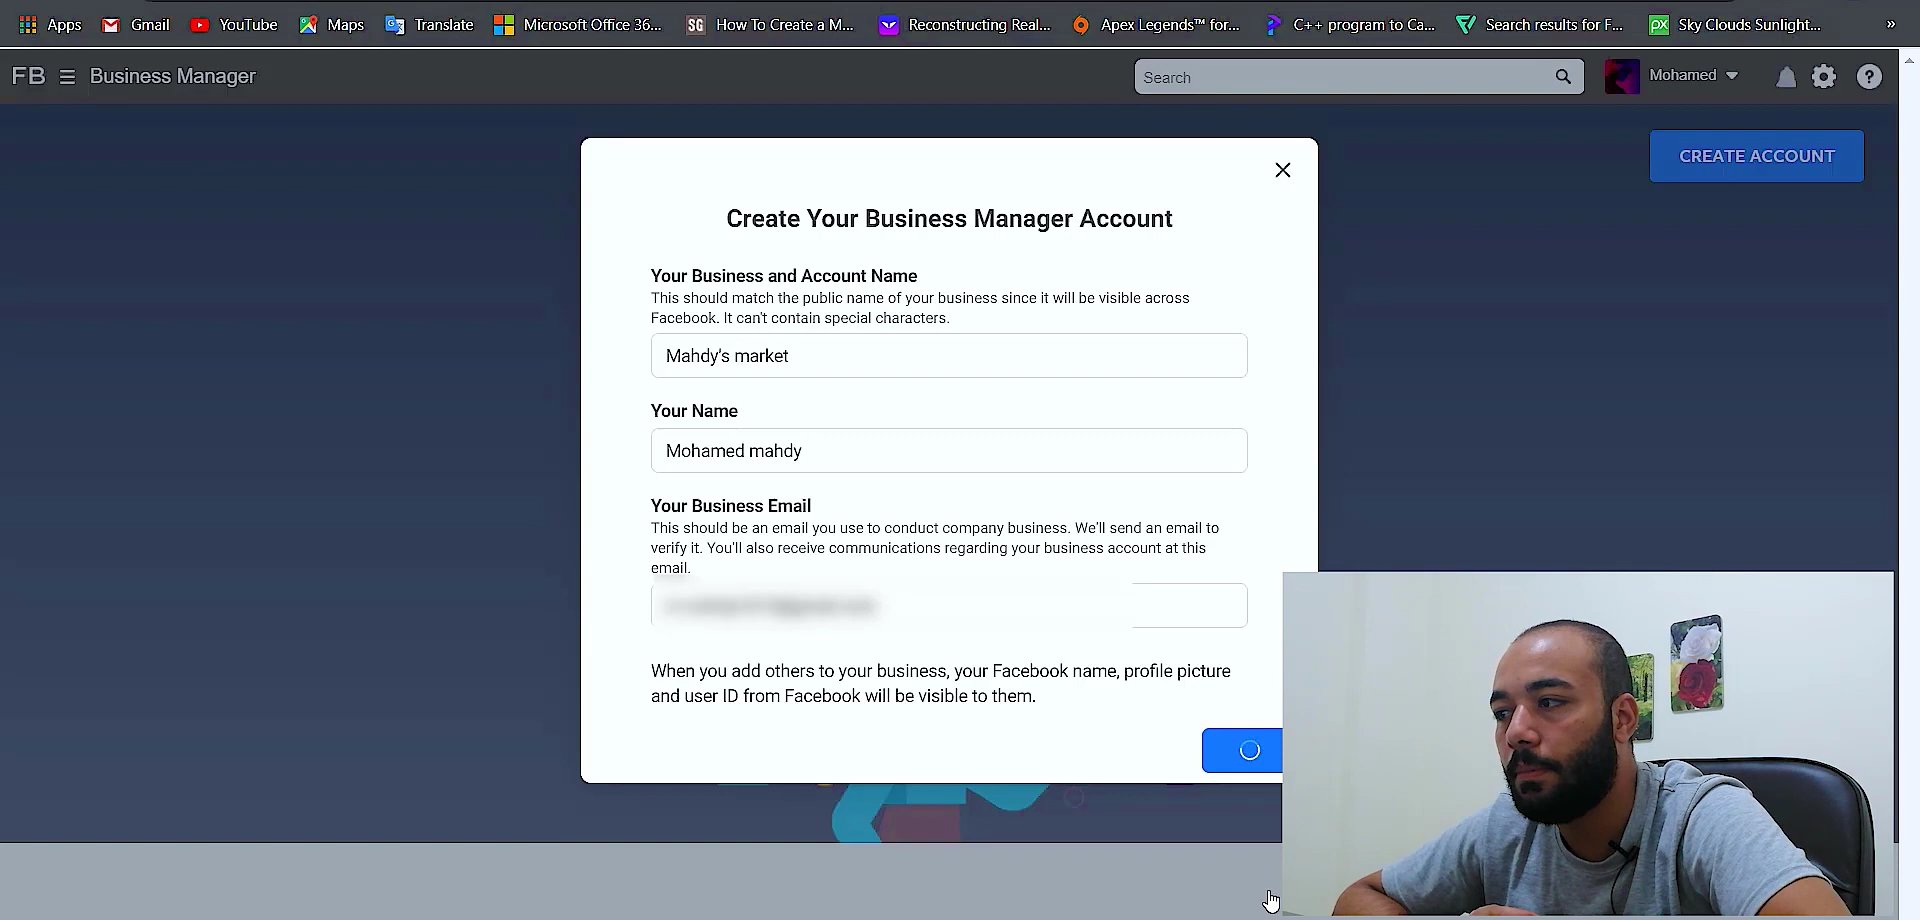 Apps Gmail YouTube Maps Translate Microsoft Office 36... SG How To Create a M... Reconstructing Real... Apex Legends™ for... C++ program to Ca... Search results for F... PX Sky Clouds Sunlight... »
FB Business Manager Search Mohamed ?
CREATE ACCOUNT
Create Your Business Manager Account
Your Business and Account Name
This should match the public name of your business since it will be visible across
Facebook. It can't contain special characters.
Mahdy's market
Your Name
Mohamed mahdy
Your Business Email
This should be an email you use to conduct company business. We'll send an email to
verify it. You'll also receive communications regarding your business account at this
email.
When you add others to your business, your Facebook name, profile picture
and user ID from Facebook will be visible to them.